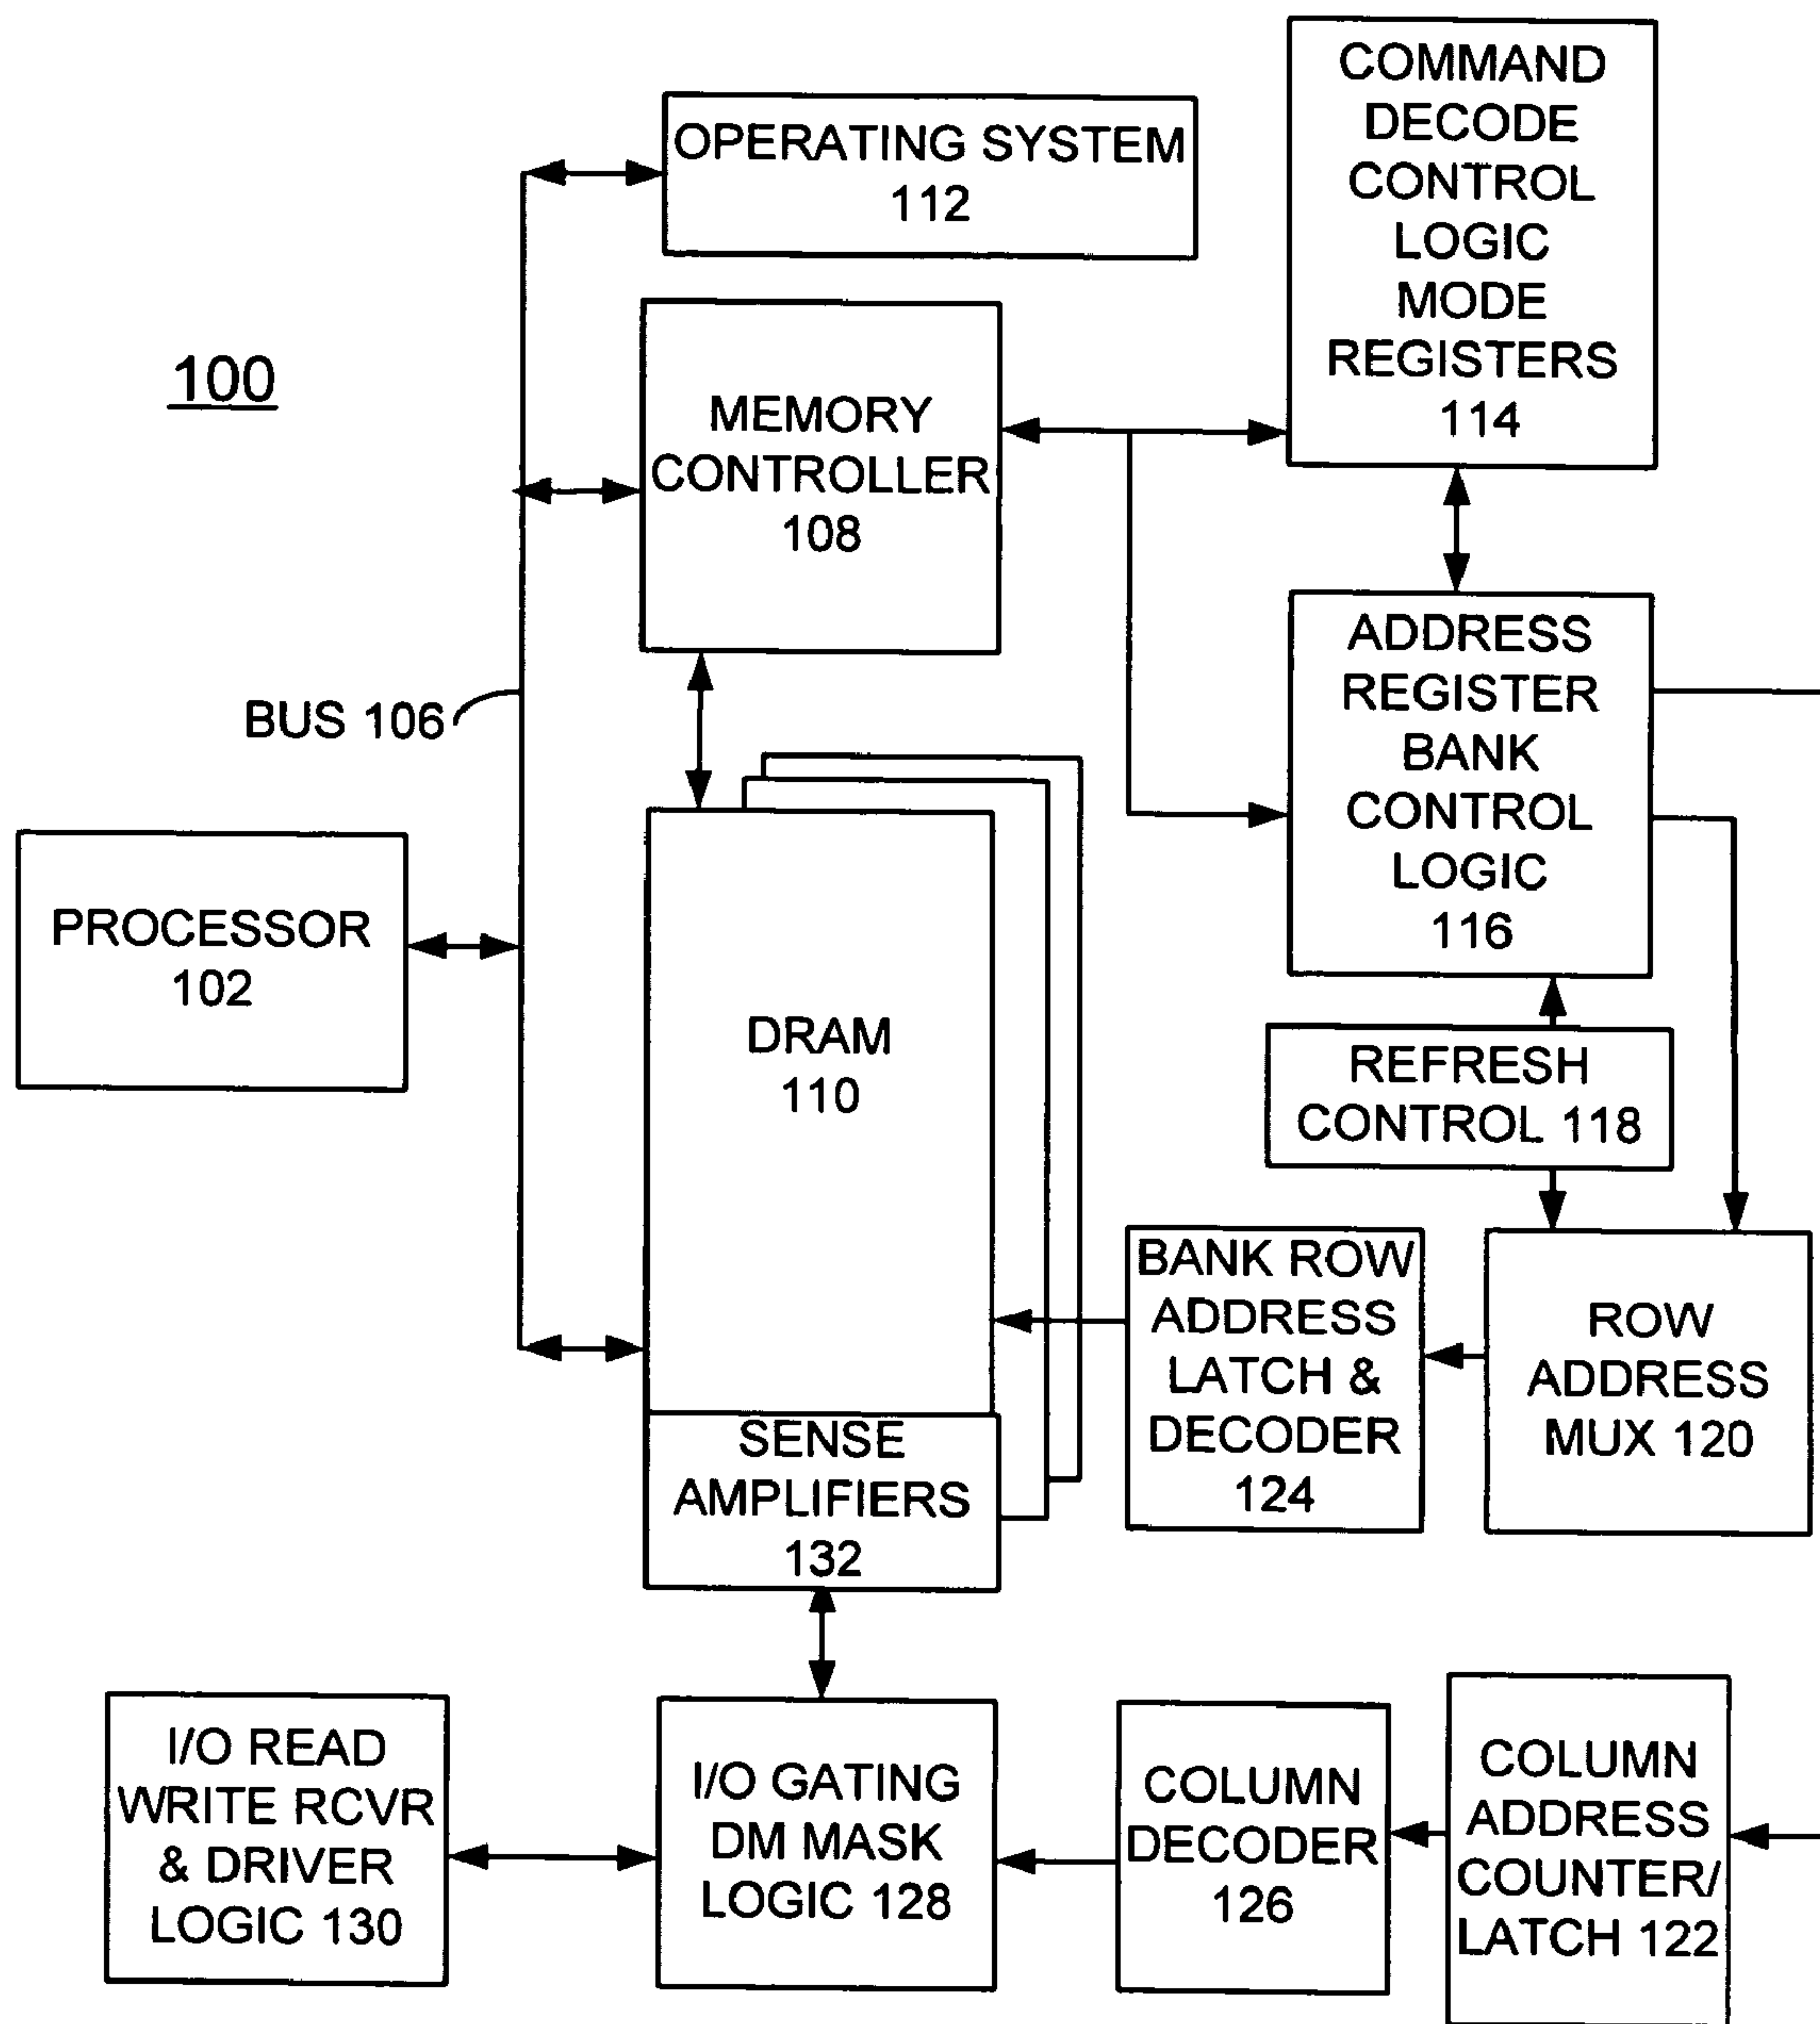 COMMAND
DECODE
CONTROL
LOGIC
MODE
REGISTERS
114
OPERATING SYSTEM
112
100
MEMORY
CONTROLLER
108
BUS 106
ADDRESS
REGISTER
BANK
CONTROL
LOGIC
116
PROCESSOR
102
DRAM
110
REFRESH
CONTROL 118
BANK ROW
ADDRESS
LATCH &
DECODER
124
ROW
ADDRESS
MUX 120
SENSE
AMPLIFIERS
132
I/O READ
WRITE RCVR
& DRIVER
LOGIC 130
I/O GATING
DM MASK
LOGIC 128
COLUMN
DECODER
126
COLUMN
ADDRESS
COUNTER/
LATCH 122